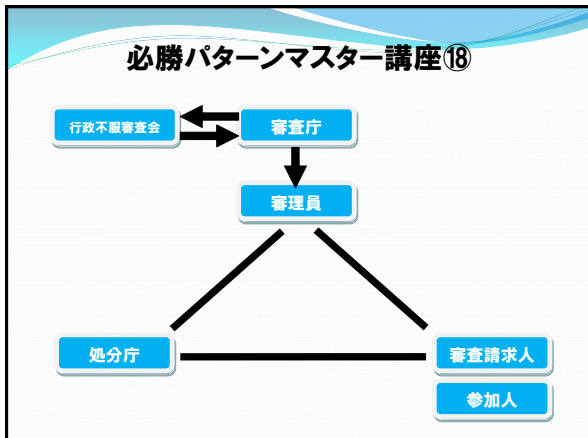 必勝パターンマスター講座⑱
行政不服審査会
審査庁
審理員
処分庁
審査請求人
参加人